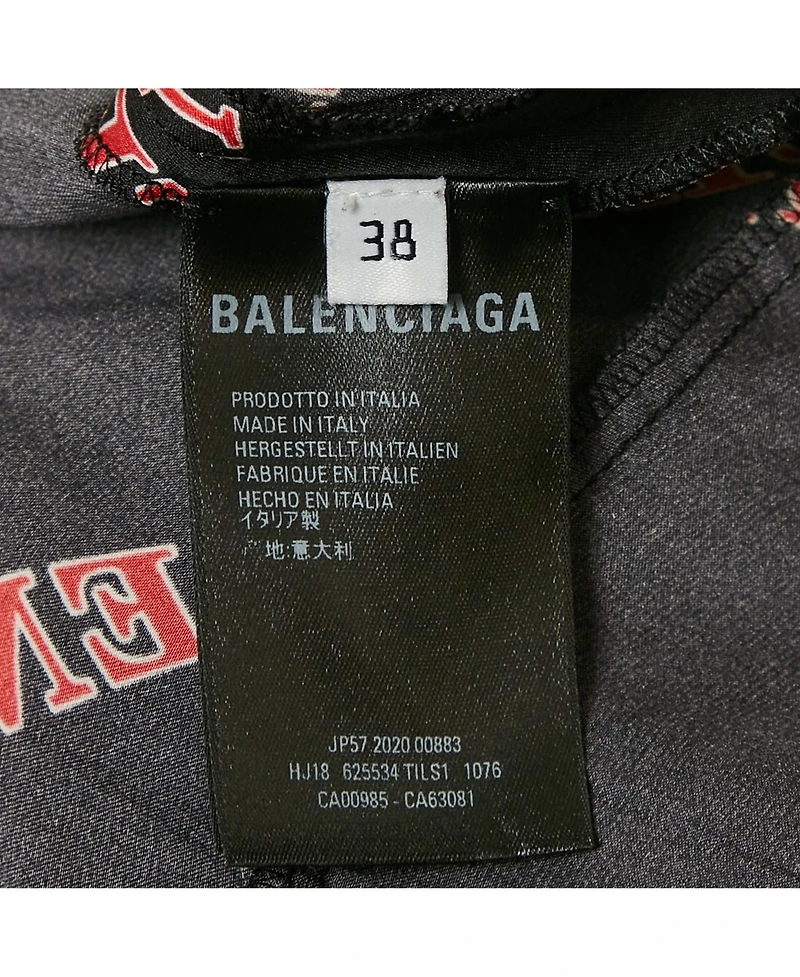 38
BALENCIAGA
PRODOTTO IN ITALIA
MADE IN ITALY
HERGESTELLT IN ITALIEN
FABRIQUE EN ITALIE
HECHO EN ITALIA
イタリア製
地:意大利
JP57 2020 00883
HJ18 625534 TILS1 1076
CA00985 - CA63081